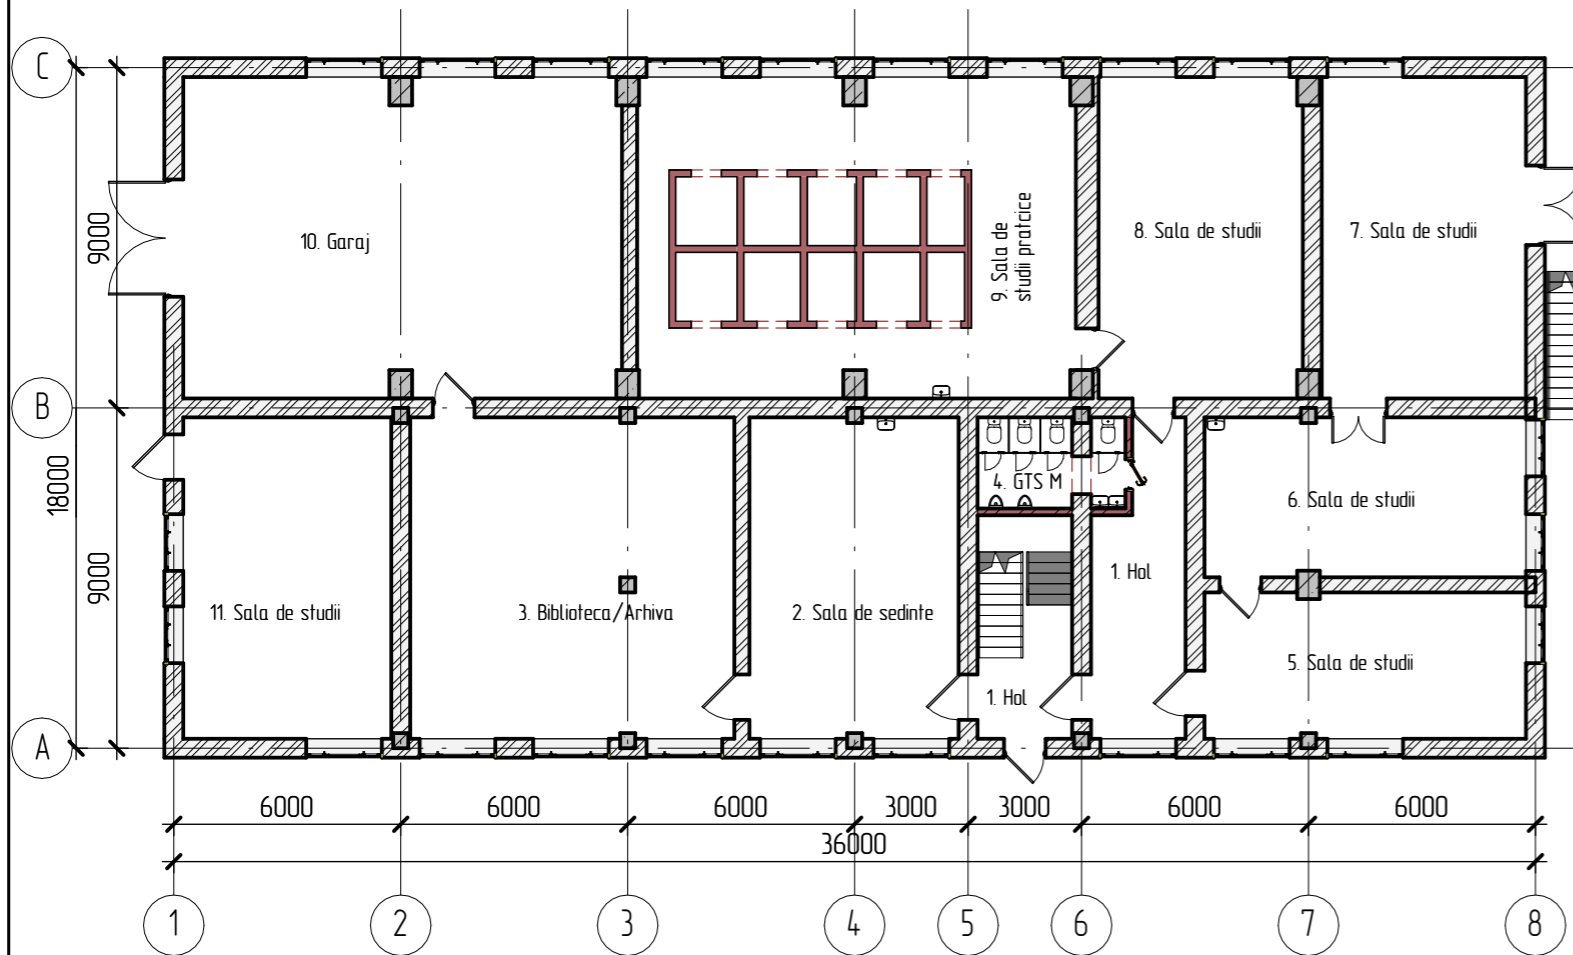 C
9000
10. Garaj
9. Sala de
studii praticice
8. Sala de studii
7. Sala de studii
B
18000
4. GTS M
6. Sala de studii
9000
1. Hol
11. Sala de studii
3. Biblioteca/Arhiva
2. Sala de sedinte
5. Sala de studii
1. Hol
A
6000
6000
6000
3000
3000
6000
6000
36000
1
2
3
4
5
6
7
8